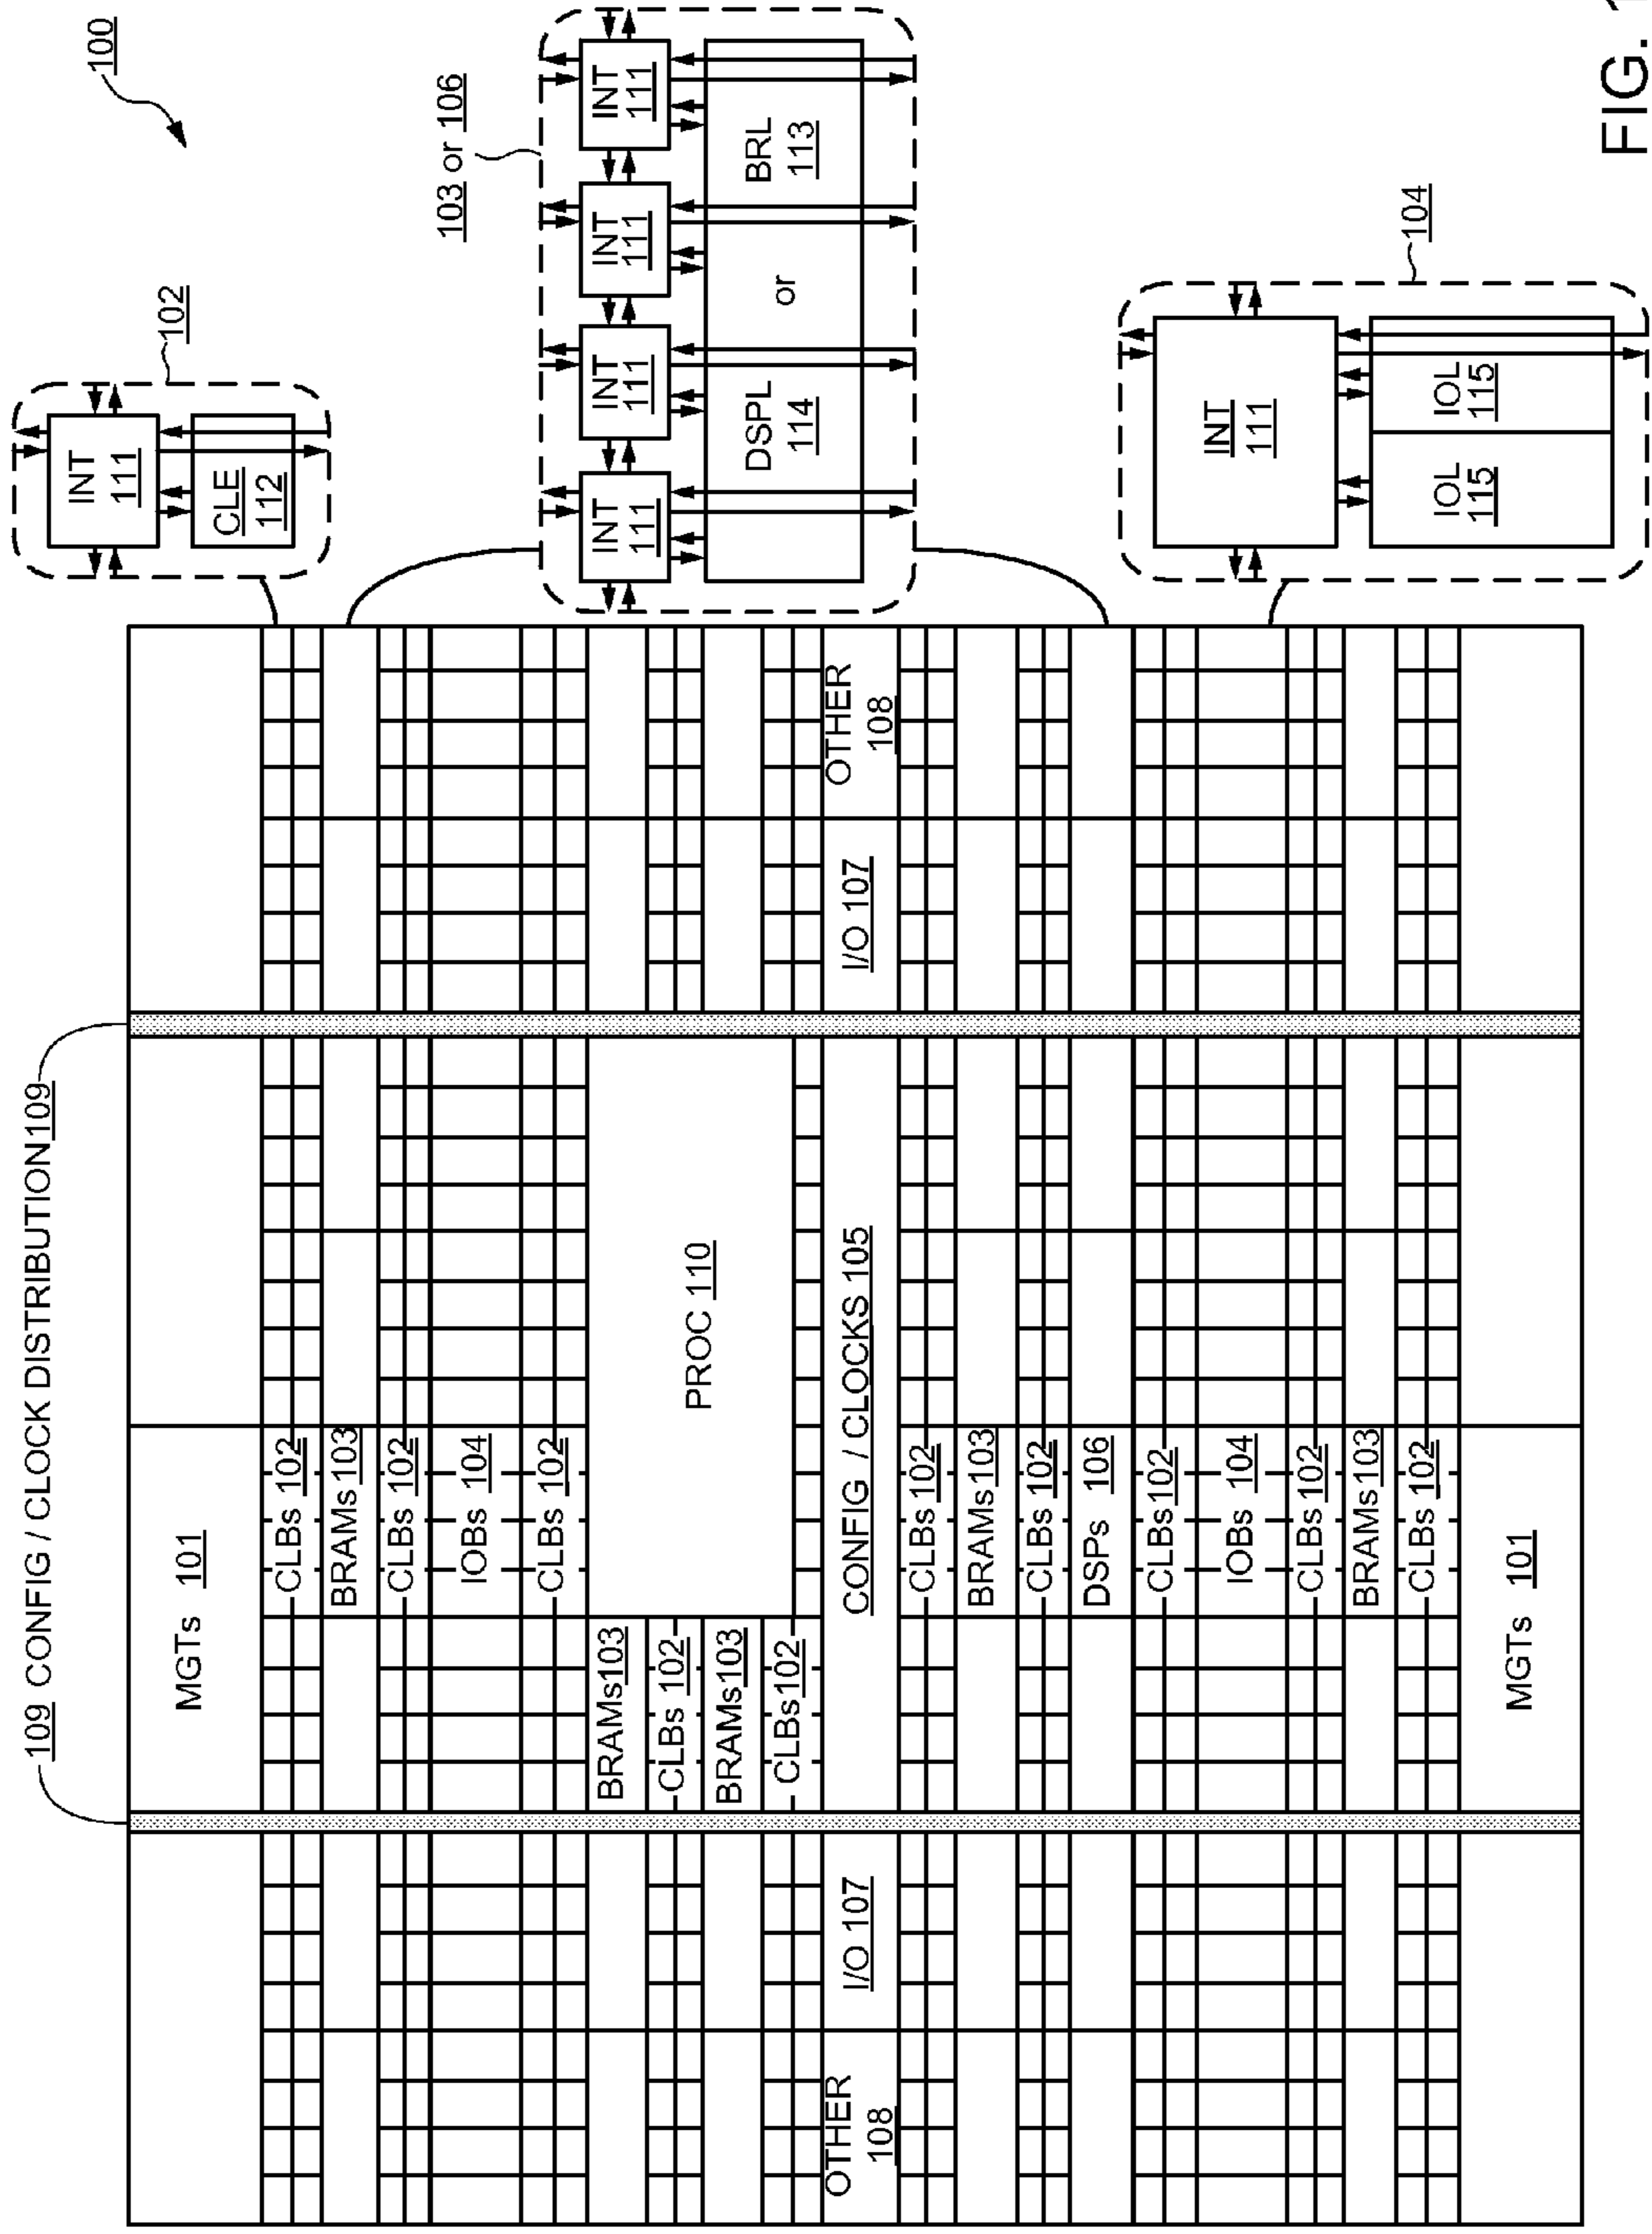 100
109 CONFIG / CLOCK DISTRIBUTION 109
MGTs 101
CLBs 102
BRAMs 103
CLBs 102
IOBs 104
CLBs 102
BRAMs 103
CLBs 102
BRAMs 103
CLBs 102
PROC 110
OTHER
108
I/O 107
CONFIG / CLOCKS 105
I/O 107
OTHER
108
CLBs 102
BRAMs 103
CLBs 102
DSPs 106
CLBs 102
IOBs 104
CLBs 102
BRAMs 103
CLBs 102
MGTs 101
102
INT
111
CLE
112
103 or 106
INT
111
INT
111
INT
111
INT
111
DSPL
114
or
BRL
113
104
INT
111
IOL
115
IOL
115
FIG.